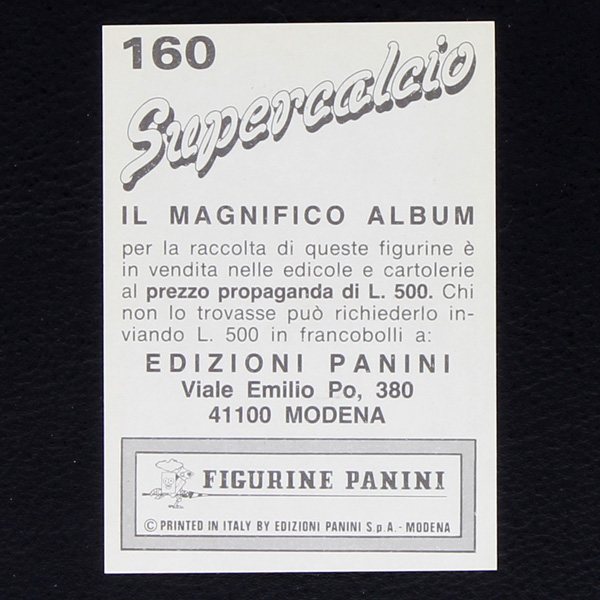 160
Supercalcio
IL MAGNIFICO ALBUM
per la raccolta di queste figurine è
in vendita nelle edicole e cartolerie
al prezzo propaganda di L. 500. Chi
non lo trovasse può richiederlo in-
viando L. 500 in francobolli a:
EDIZIONI PANINI
Viale Emilio Po, 380
41100 MODENA
FIGURINE PANINI
© PRINTED IN ITALY BY EDIZIONI PANINI S.p.A. - MODENA